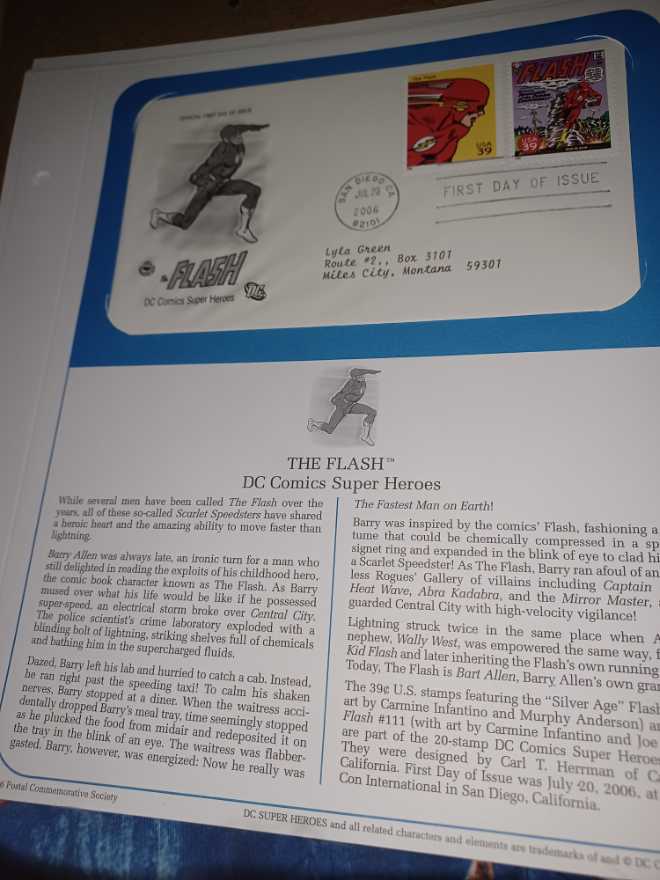 OFFICIAL FIRST DAY OF ISSUE
The Flash
USA
39
FLASH
USA
39
SAN DIEGO CA
JUL 20
2006
92101
FIRST DAY OF ISSUE
Lyla Green
Route #2., Box 3101
Miles City, Montana 59301
The FLASH
DC
DC Comics Super Heroes
THE FLASH™
DC Comics Super Heroes
While several men have been called The Flash over the
years, all of these so-called Scarlet Speedsters have shared
a heroic heart and the amazing ability to move faster than
lightning.
Barry Allen was always late, an ironic turn for a man who
still delighted in reading the exploits of his childhood hero,
the comic book character known as The Flash. As Barry
mused over what his life would be like if he possessed
super-speed, an electrical storm broke over Central City.
The police scientist's crime laboratory exploded with a
blinding bolt of lightning, striking shelves full of chemicals
and bathing him in the supercharged fluids.
Dazed, Barry left his lab and hurried to catch a cab. Instead,
he ran right past the speeding taxi! To calm his shaken
nerves, Barry stopped at a diner. When the waitress acci-
dentally dropped Barry's meal tray, time seemingly stopped
as he plucked the food from midair and redeposited it on
the tray in the blink of an eye. The waitress was flabber-
gasted. Barry, however, was energized: Now he really was
The Fastest Man on Earth!
Barry was inspired by the comics' Flash, fashioning a
tume that could be chemically compressed in a sp
signet ring and expanded in the blink of eye to clad hi
a Scarlet Speedster! As The Flash, Barry ran afoul of an
less Rogues' Gallery of villains including Captain
Heat Wave, Abra Kadabra, and the Mirror Master,
guarded Central City with high-velocity vigilance!
Lightning struck twice in the same place when A
nephew, Wally West, was empowered the same way, f
Kid Flash and later inheriting the Flash's own running
Today, The Flash is Bart Allen, Barry Allen's own gran
The 39¢ U.S. stamps featuring the "Silver Age" Flash
art by Carmine Infantino and Murphy Anderson) an
Flash #111 (with art by Carmine Infantino and Joe
are part of the 20-stamp DC Comics Super Heroes
They were designed by Carl T. Herrman of Ca
California. First Day of Issue was July 20, 2006, at
Con International in San Diego, California.
6 Postal Commemorative Society
DC SUPER HEROES and all related characters and elements are trademarks of and © DC C